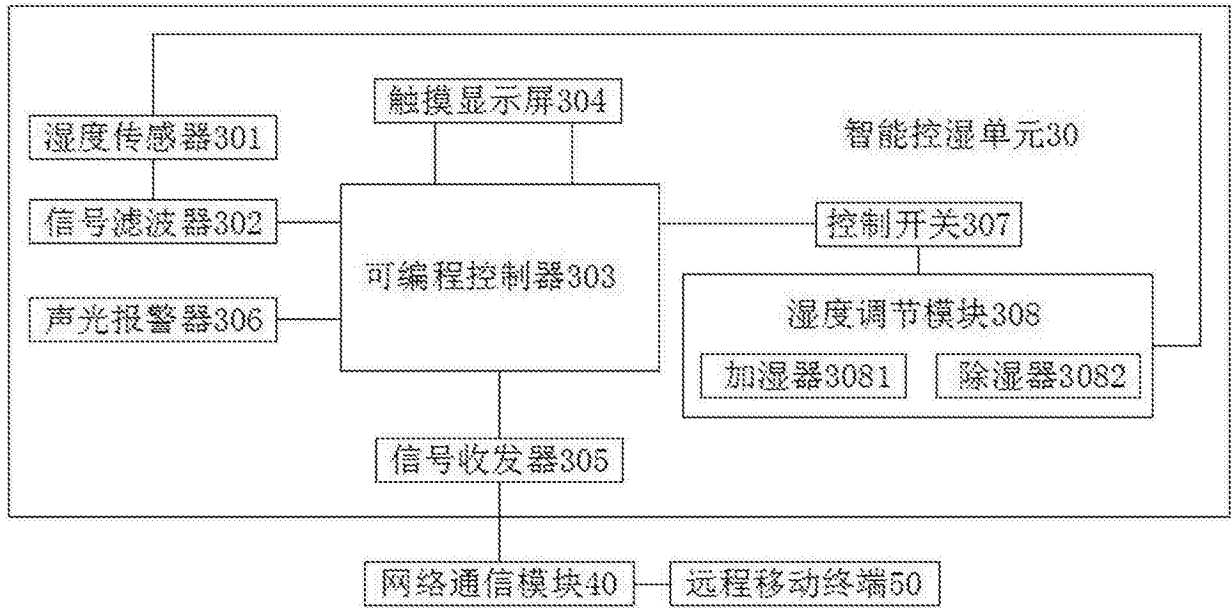 触摸显示屏304
湿度传感器301
智能控湿单元30
信号滤波器302
控制开关307
可编程控制器303
声光报警器306
湿度调节模块308
加湿器3081
除湿器3082
信号收发器305
网络通信模块40
远程移动终端50